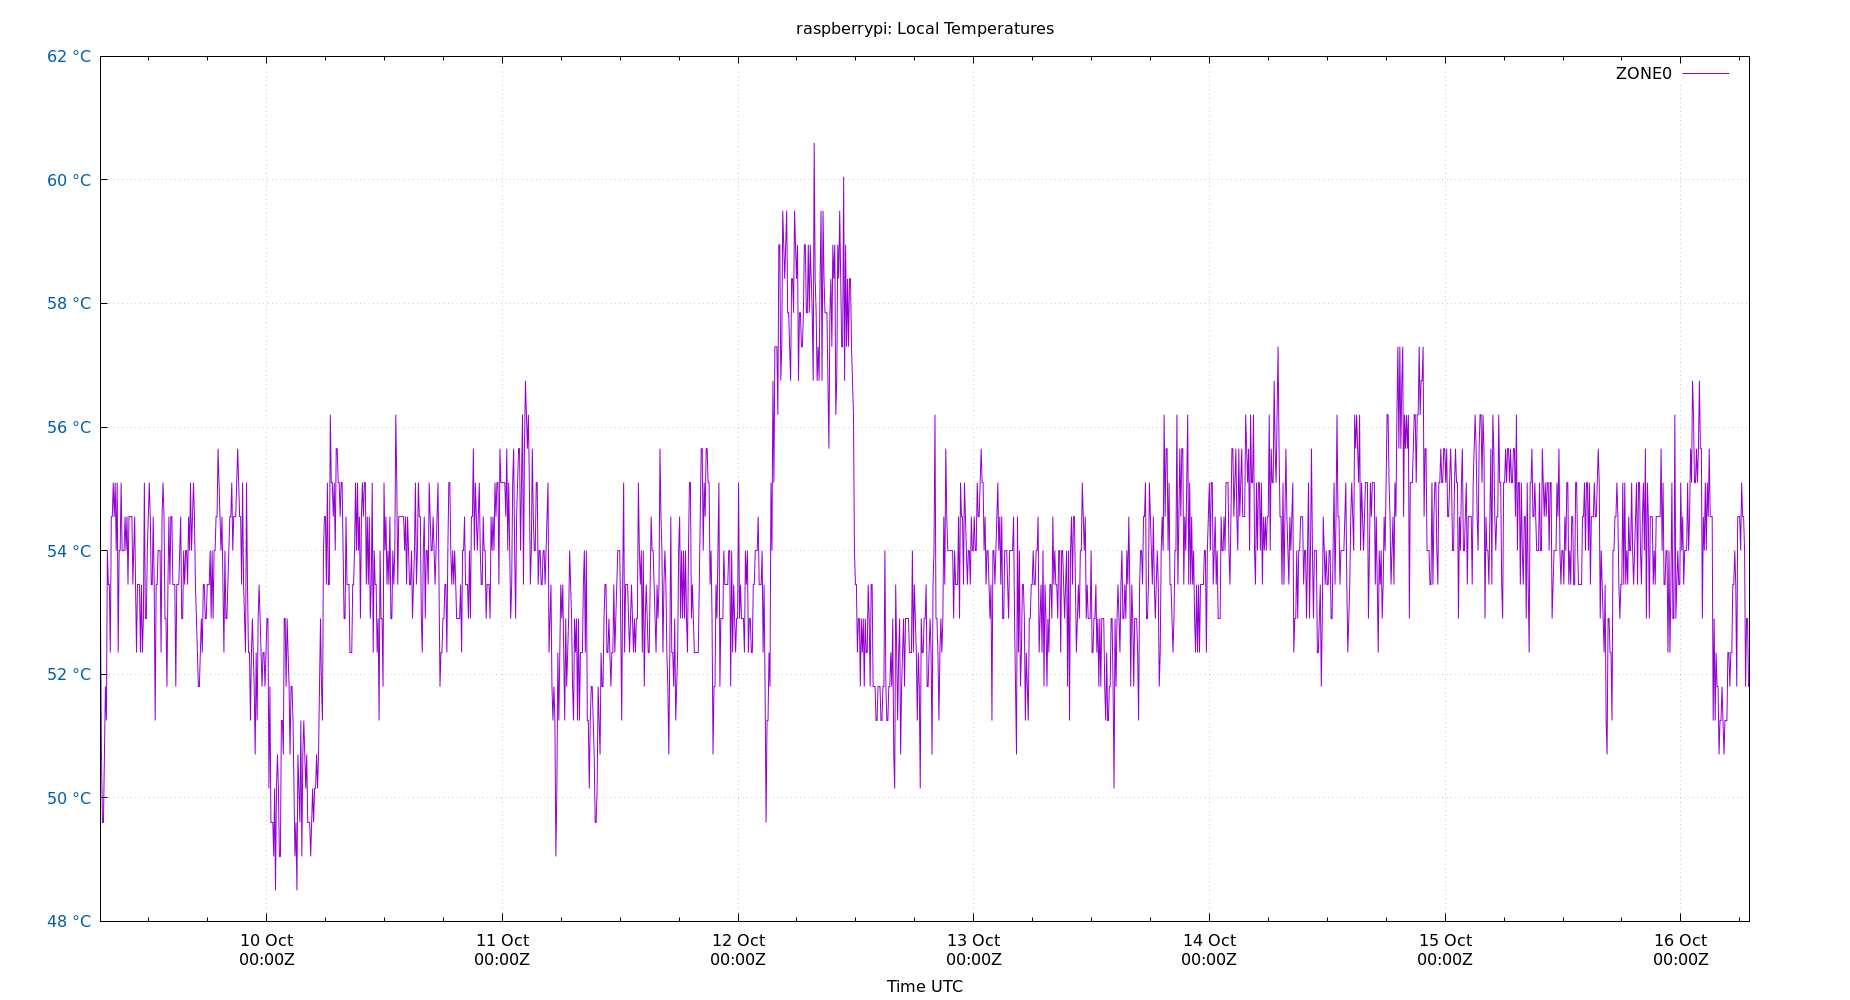 raspberrypi: Local Temperatures
62 °C
ZONE0
60 °C
58 °C
56 °C
54 °C
52 °C
50 °C
48 °C
10 Oct 11 Oct 12 Oct 13 Oct 14 Oct 15 Oct 16 Oct
00:00Z 00:00Z 00:00Z 00:00Z 00:00Z 00:00Z 00:00Z
Time UTC